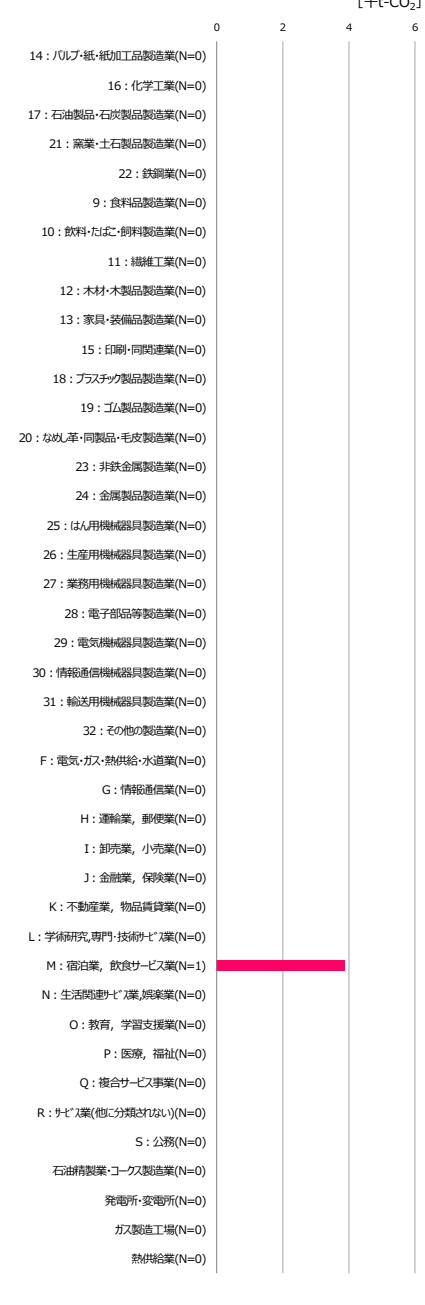 [千t-CO2]
0 2 4 6
14：パルプ・紙・紙加工品製造業(N=0)
16：化学工業(N=0)
17：石油製品・石炭製品製造業(N=0)
21：窯業・土石製品製造業(N=0)
22：鉄鋼業(N=0)
9：食料品製造業(N=0)
10：飲料・たばこ・飼料製造業(N=0)
11：繊維工業(N=0)
12：木材・木製品製造業(N=0)
13：家具・装備品製造業(N=0)
15：印刷・同関連業(N=0)
18：プラスチック製品製造業(N=0)
19：ゴム製品製造業(N=0)
20：なめし革・同製品・毛皮製造業(N=0)
23：非鉄金属製造業(N=0)
24：金属製品製造業(N=0)
25：はん用機械器具製造業(N=0)
26：生産用機械器具製造業(N=0)
27：業務用機械器具製造業(N=0)
28：電子部品等製造業(N=0)
29：電気機械器具製造業(N=0)
30：情報通信機械器具製造業(N=0)
31：輸送用機械器具製造業(N=0)
32：その他の製造業(N=0)
F：電気・ガス・熱供給・水道業(N=0)
G：情報通信業(N=0)
H：運輸業，郵便業(N=0)
I：卸売業，小売業(N=0)
J：金融業，保険業(N=0)
K：不動産業，物品賃貸業(N=0)
L：学術研究,専門・技術ｻｰﾋﾞｽ業(N=0)
M：宿泊業，飲食サービス業(N=1)
N：生活関連ｻｰﾋﾞｽ業,娯楽業(N=0)
O：教育，学習支援業(N=0)
P：医療，福祉(N=0)
Q：複合サービス事業(N=0)
R：ｻｰﾋﾞｽ業(他に分類されない)(N=0)
S：公務(N=0)
石油精製業・コークス製造業(N=0)
発電所・変電所(N=0)
ガス製造工場(N=0)
熱供給業(N=0)